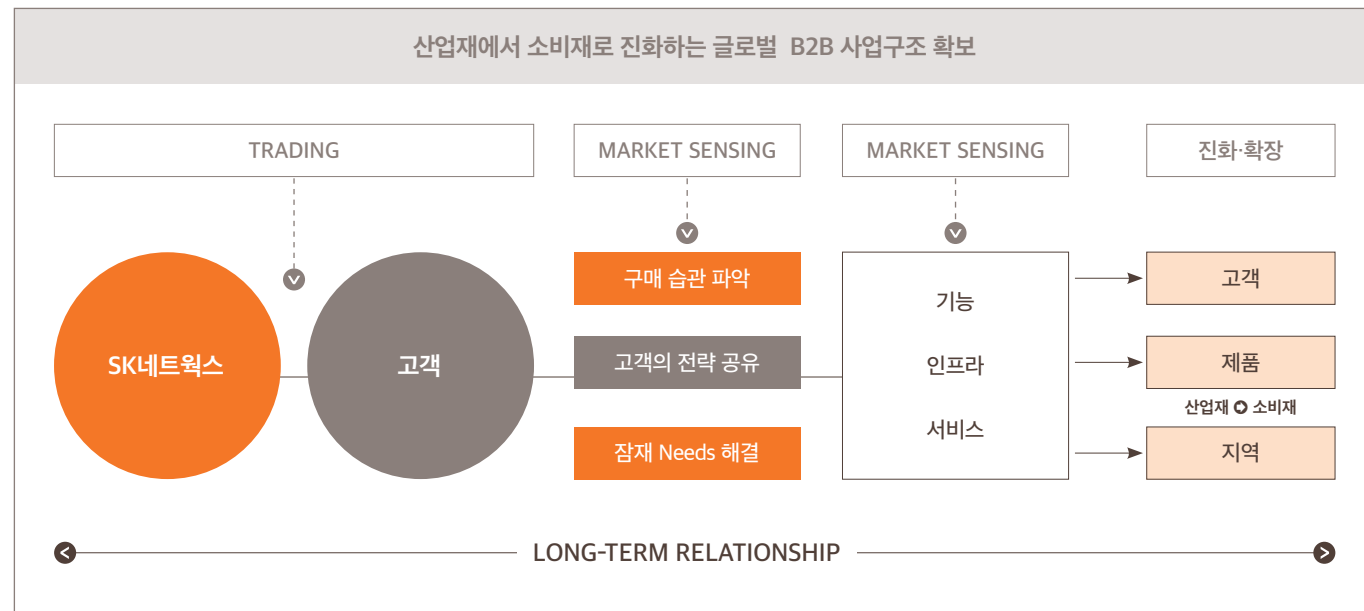 산업재에서 소비재로 진화하는 글로벌 B2B 사업구조 확보
TRADING
MARKET SENSING
MARKET SENSING
진화·확장
SK네트웍스
고객
구매 습관 파악
고객의 전략 공유
잠재 Needs 해결
기능
인프라
서비스
고객
제품
산업재 ➲ 소비재
지역
LONG-TERM RELATIONSHIP